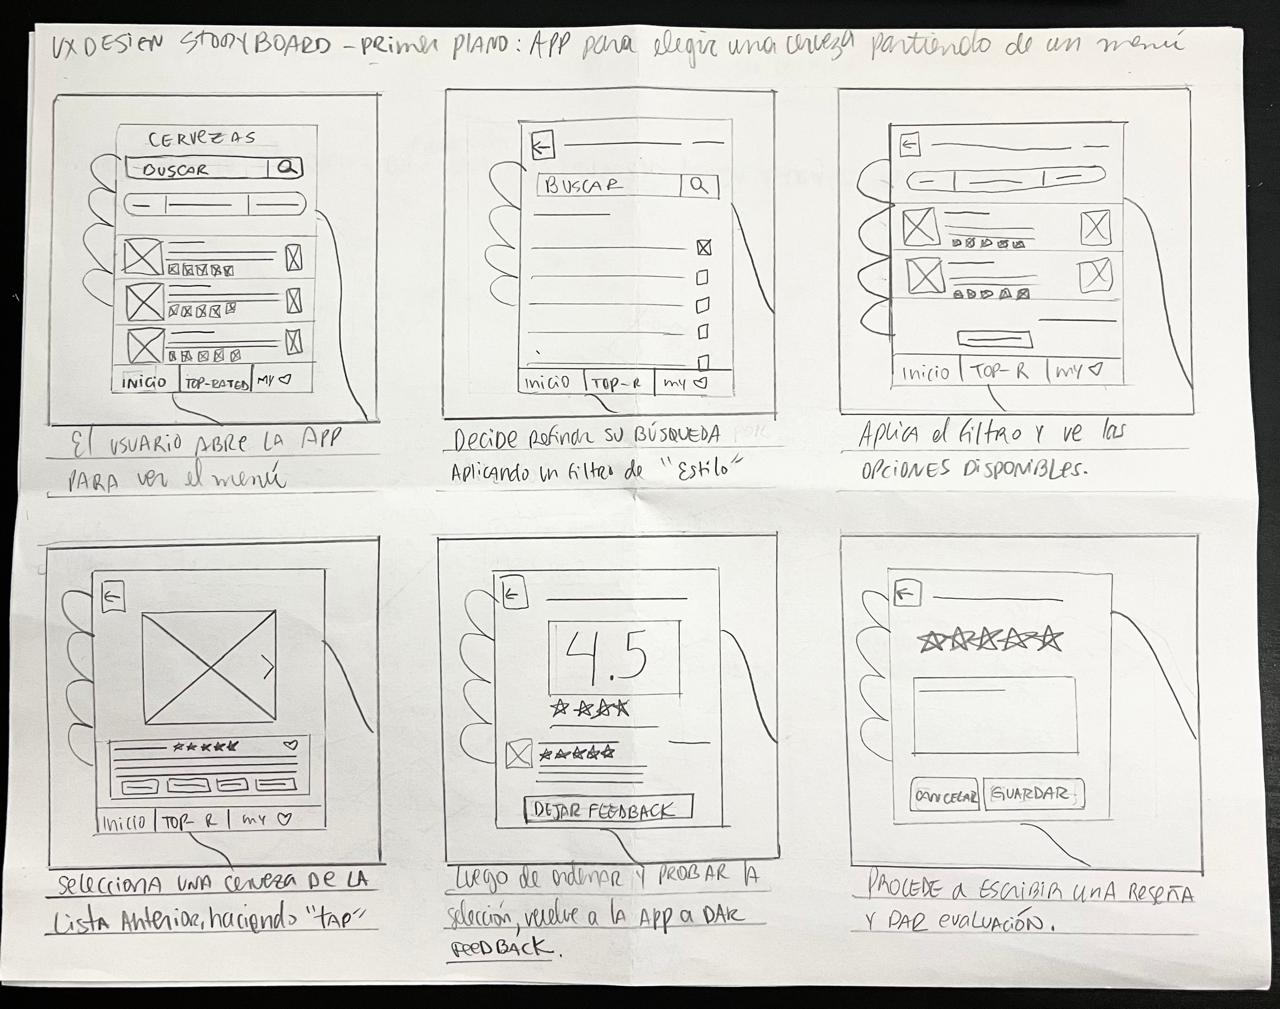 UX DESIGN STORYBOARD - PRIMER PLANO: APP para elegir una cerveza partiendo de un menú
CERVEZAS
BUSCAR
INICIO TOP-RATED MY
El USUARIO ABRE LA APP
PARA ver el menú
BUSCAR
INICIO TOP-R MY
DECIDE Refinar SU BÚSQUEDA
APLICANDO un filtro de "Estilo"
INICIO TOP-R MY
APLICA el filtro y ve las
OPCIONES DISPONIBLES.
INICIO TOP R MY
SELECCIONA UNA CERVEZA DE LA
LISTA ANTERIOR, haciendo "TAP"
4.5
DEJAR FEEDBACK
LUEGO de ordenar y PROBAR la
selección, vuelve a la APP a DAR
FEEDBACK.
CANCELAR GUARDAR
PROCEDE a ESCRIBIR UNA RESEÑA
Y DAR evaluación.